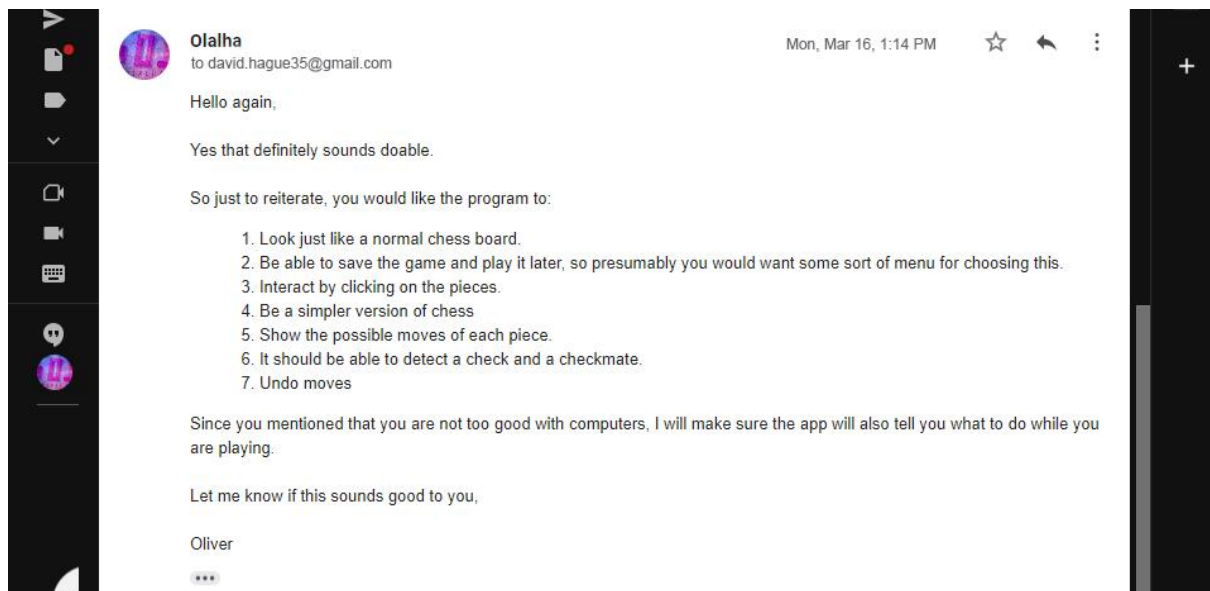 Olalha
Mon, Mar 16, 1:14 PM
to david.hague35@gmail.com
Hello again,
Yes that definitely sounds doable.
So just to reiterate, you would like the program to:
1. Look just like a normal chess board.
2. Be able to save the game and play it later, so presumably you would want some sort of menu for choosing this.
3. Interact by clicking on the pieces.
4. Be a simpler version of chess
5. Show the possible moves of each piece.
6. It should be able to detect a check and a checkmate.
7. Undo moves
Since you mentioned that you are not too good with computers, I will make sure the app will also tell you what to do while you
are playing.
Let me know if this sounds good to you,
Oliver